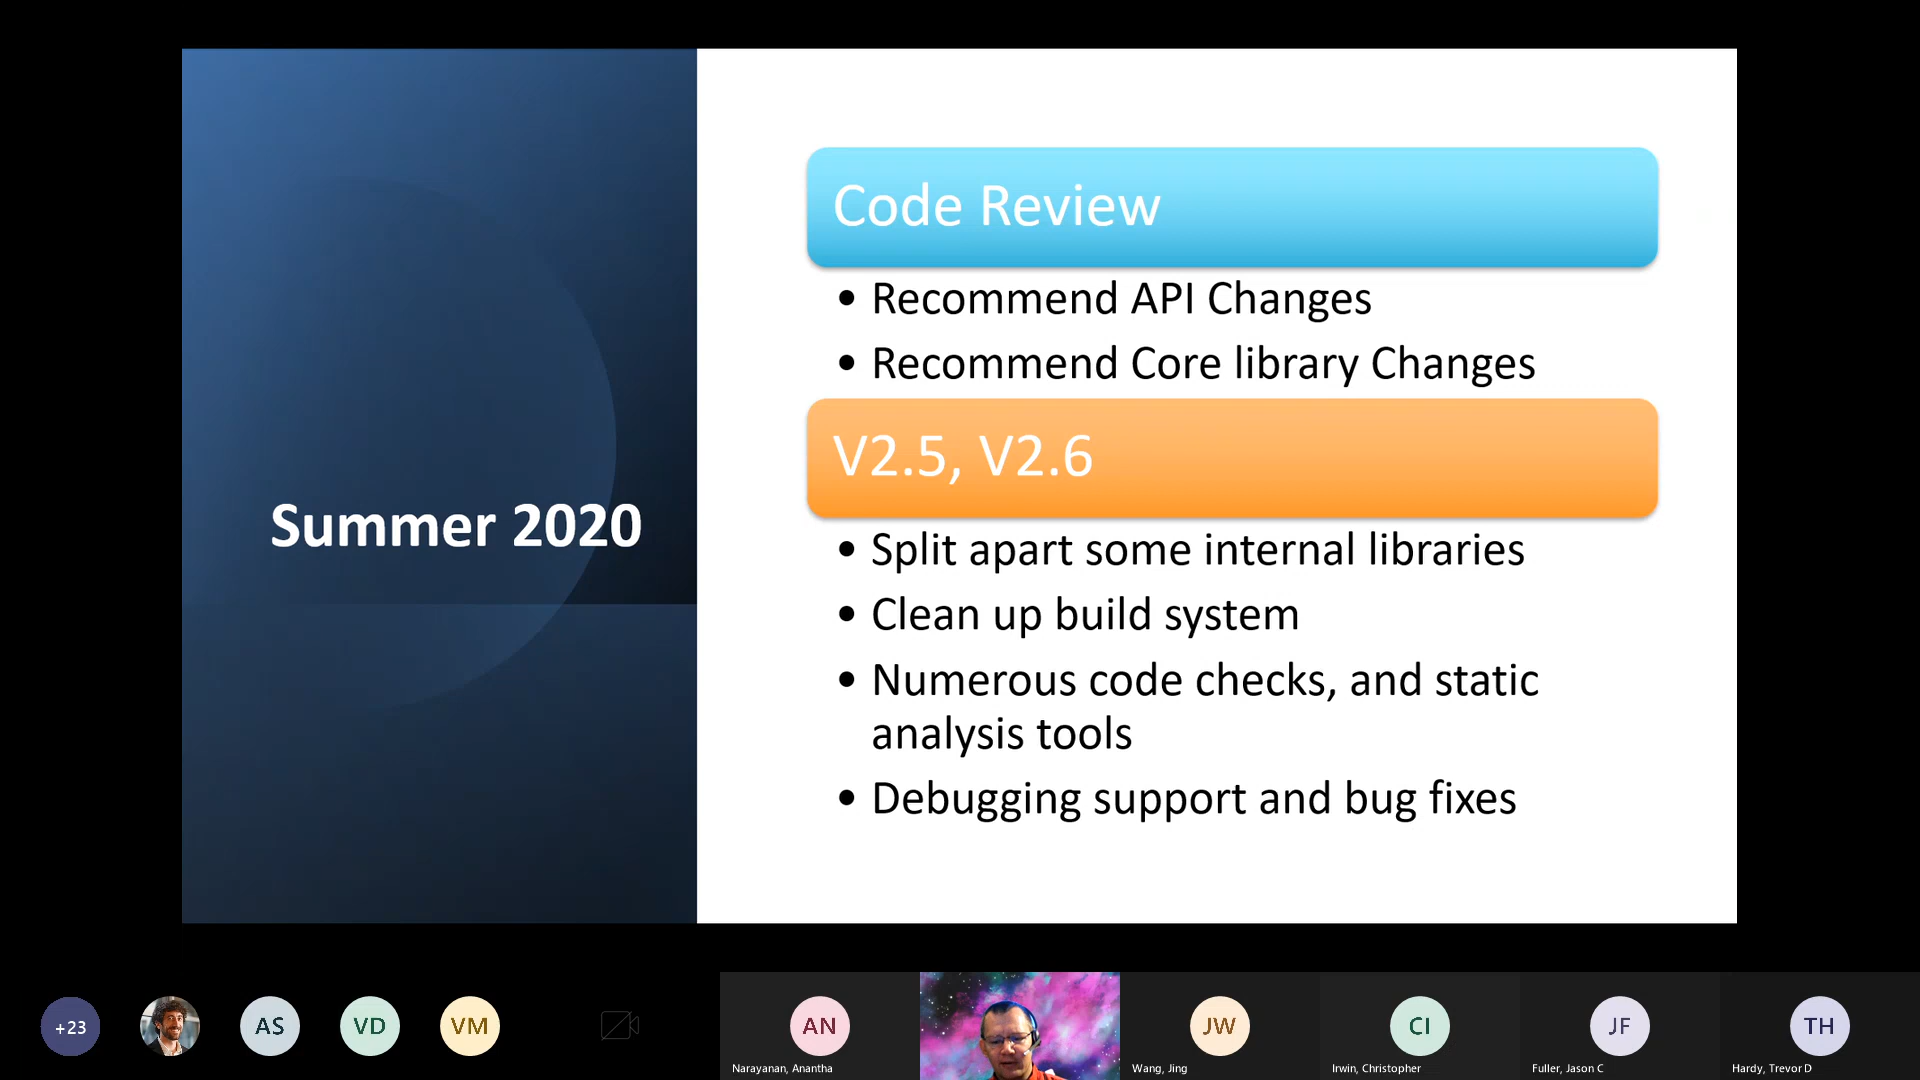 Summer 2020
Code Review
• Recommend API Changes
• Recommend Core library Changes
V2.5, V2.6
• Split apart some internal libraries
• Clean up build system
• Numerous code checks, and static
analysis tools
• Debugging support and bug fixes
+23
AS
VD
VM
AN
Narayanan, Anantha
JW
Wang, Jing
CI
Irwin, Christopher
JF
Fuller, Jason C
TH
Hardy, Trevor D